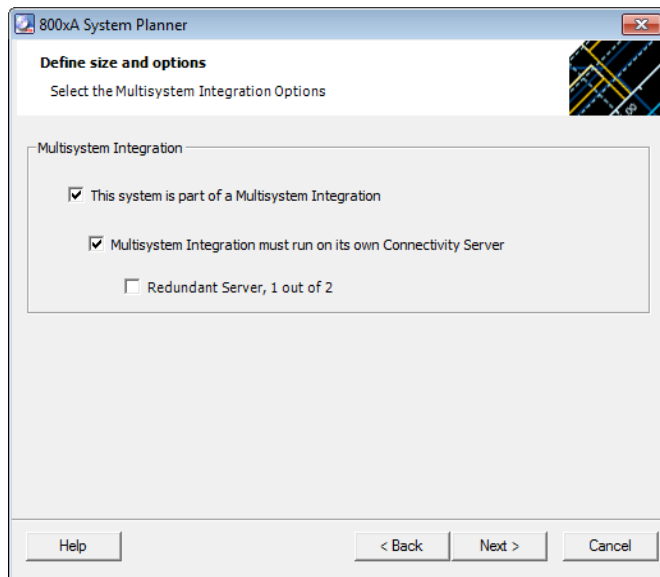 800xA System Planner
Define size and options
Select the Multisystem Integration Options
Multisystem Integration
This system is part of a Multisystem Integration
Multisystem Integration must run on its own Connectivity Server
Redundant Server, 1 out of 2
Help
< Back
Next >
Cancel